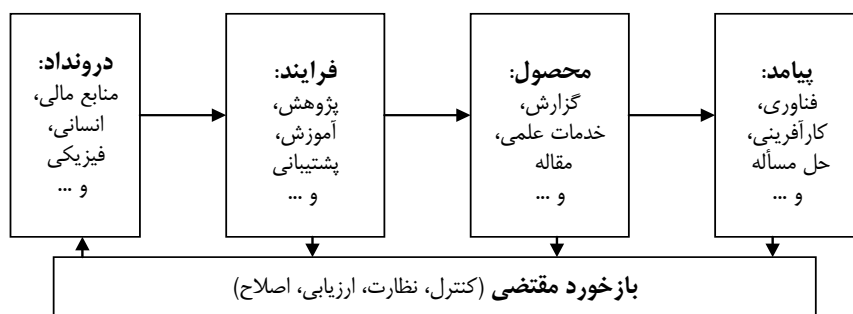 درونداد:
منابع مالی،
انسانی،
فیزیکی
و ...
فرایند:
پژوهش،
آموزش،
پشتیبانی
و ...
محصول:
گزارش،
خدمات علمی،
مقاله
و ...
پیامد:
فناوری،
کارآفرینی،
حل مسأله
و ...
بازخورد مقتضی (کنترل، نظارت، ارزیابی، اصلاح)